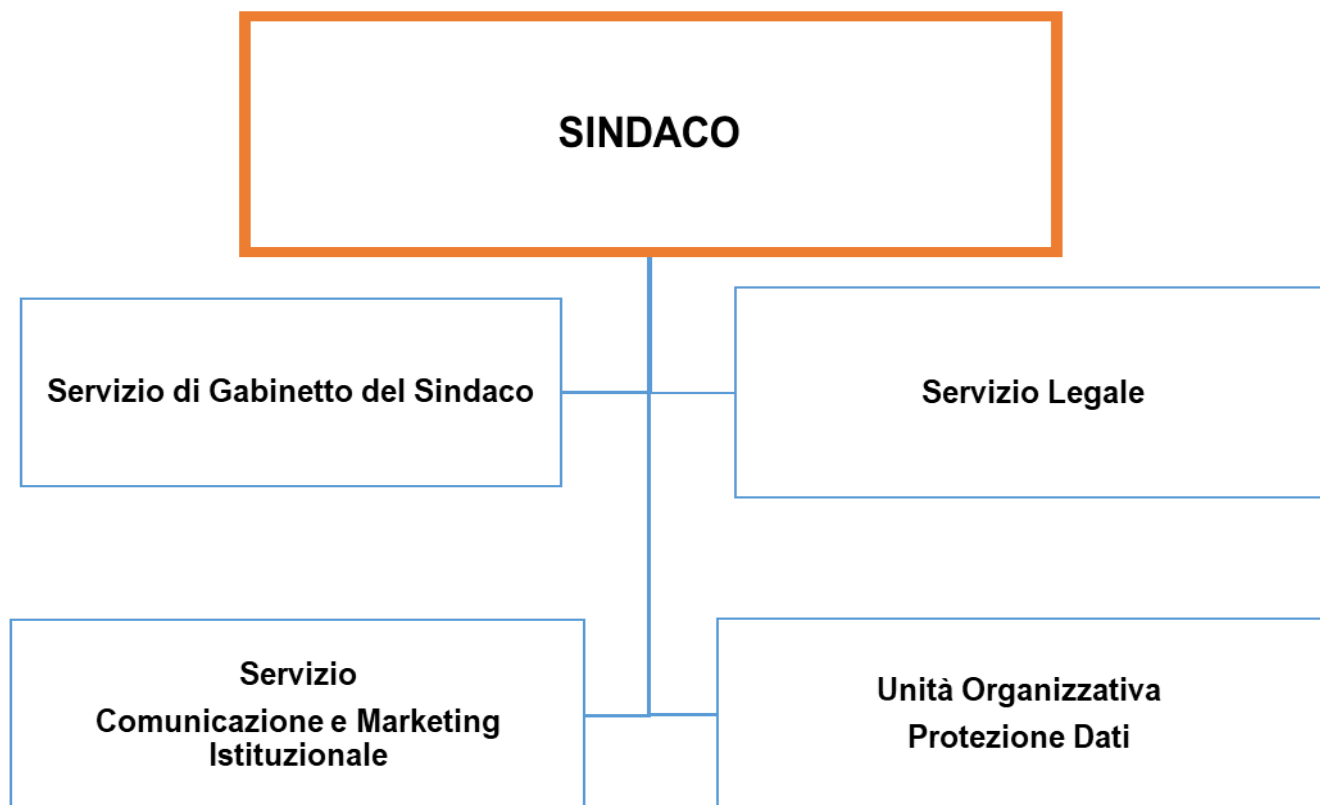 SINDACO
Servizio di Gabinetto del Sindaco
Servizio Legale
Servizio
Comunicazione e Marketing
Istituzionale
Unità Organizzativa
Protezione Dati